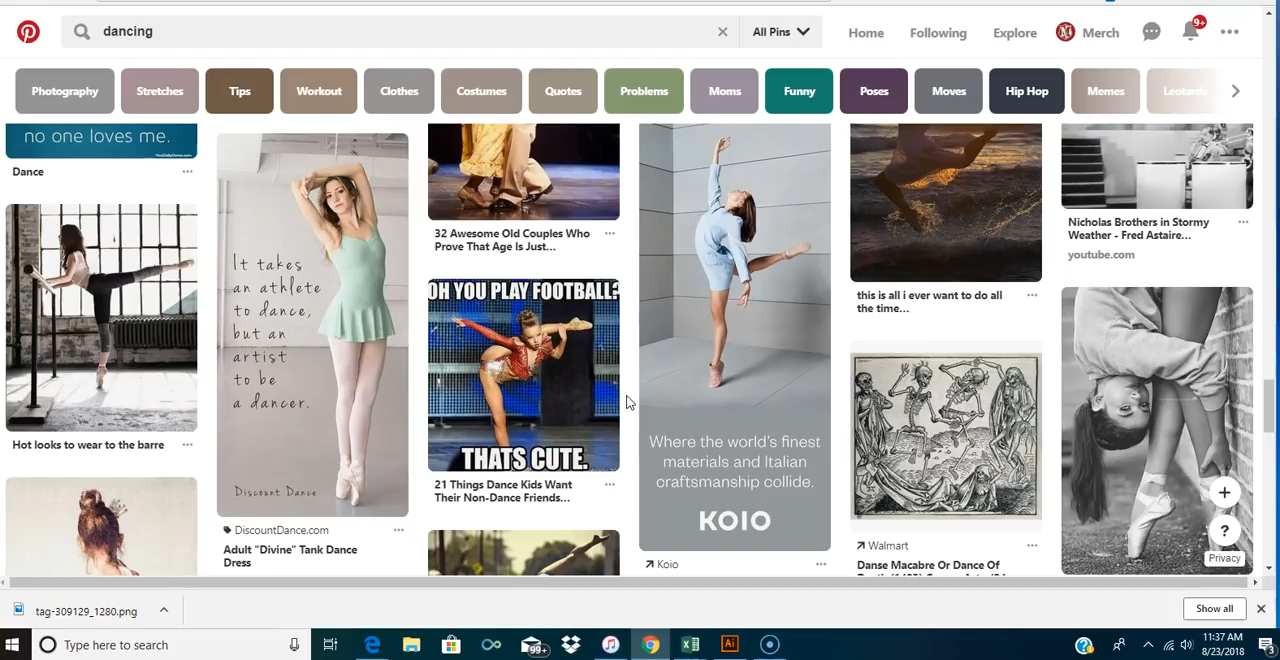 dancing
All Pins
Home
Following
Explore
Merch
9+
Photography
Stretches
Tips
Workout
Clothes
Costumes
Quotes
Problems
Moms
Funny
Poses
Moves
Hip Hop
Memes
Leotards
no one loves me.
YourDailyDance.com
Dance
Hot looks to wear to the barre
It takes
an athlete
to dance,
but an
artist
to be
a dancer.
Discount Dance
DiscountDance.com
Adult "Divine" Tank Dance
Dress
32 Awesome Old Couples Who
Prove That Age Is Just...
OH YOU PLAY FOOTBALL?
THATS CUTE.
21 Things Dance Kids Want
Their Non-Dance Friends...
Where the world's finest
materials and Italian
craftsmanship collide.
KOIO
Koio
this is all i ever want to do all
the time...
Walmart
Danse Macabre Or Dance Of
Nicholas Brothers in Stormy
Weather - Fred Astaire...
youtube.com
?
Privacy
tag-309129_1280.png
Show all
Type here to search
99+
Ai
11:37 AM
8/23/2018
3